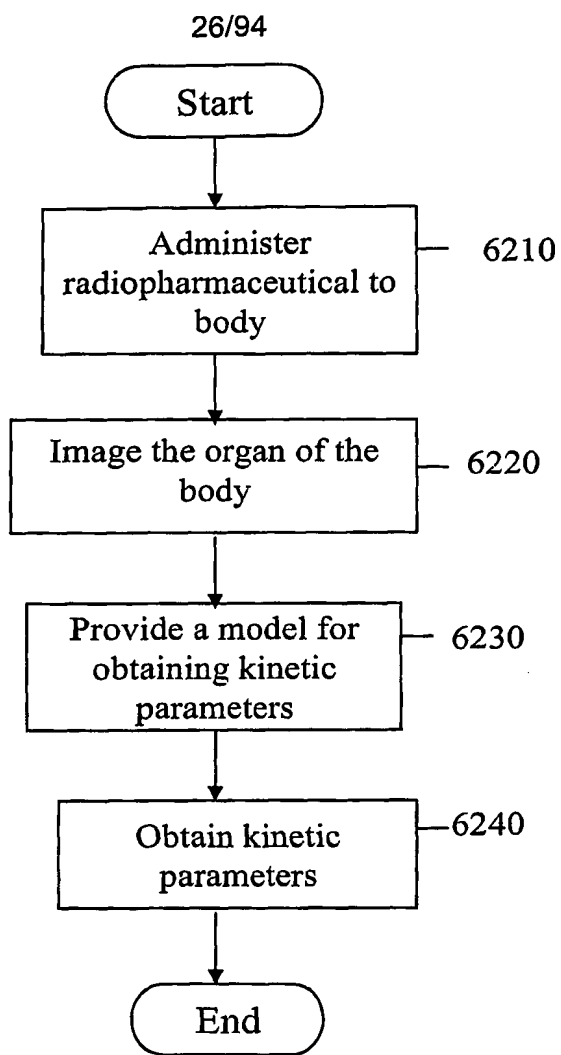 26/94
Start
Administer
radiopharmaceutical to
body
6210
Image the organ of the
body
6220
Provide a model for
obtaining kinetic
parameters
6230
Obtain kinetic
parameters
6240
End